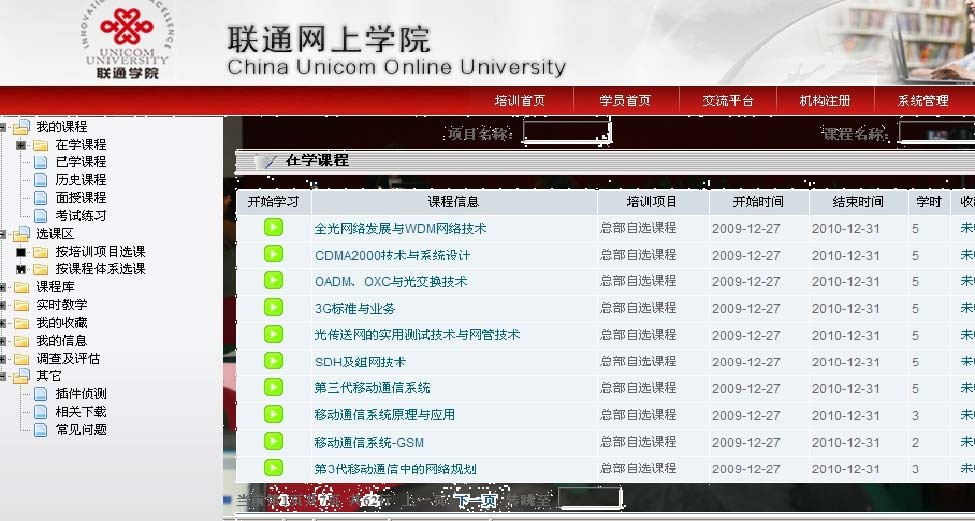 UNICOM
UNIVERSITY
联通学院
联通网上学院
China Unicom Online University
培训首页 学员首页 交流平台 机构注册 系统管理
项目名称: 课程名称:
我的课程
在学课程
已学课程
历史课程
面授课程
考试练习
选课区
按培训项目选课
按课程体系选课
课程库
实时教学
我的收藏
我的信息
调查及评估
其它
插件侦测
相关下载
常见问题
在学课程
开始学习 课程信息 培训项目 开始时间 结束时间 学时
全光网络发展与WDM网络技术 总部自选课程 2009-12-27 2010-12-31 5 未
CDMA2000技术与系统设计 总部自选课程 2009-12-27 2010-12-31 5 未
OADM、OXC与光交换技术 总部自选课程 2009-12-27 2010-12-31 5 未
3G标准与业务 总部自选课程 2009-12-27 2010-12-31 5 未
光传送网的实用测试技术与网管技术 总部自选课程 2009-12-27 2010-12-31 5 未
SDH及组网技术 总部自选课程 2009-12-27 2010-12-31 5 未
第三代移动通信系统 总部自选课程 2009-12-27 2010-12-31 5 未
移动通信系统原理与应用 总部自选课程 2009-12-27 2010-12-31 3 未
移动通信系统-GSM 总部自选课程 2009-12-27 2010-12-31 2 未
第3代移动通信中的网络规划 总部自选课程 2009-12-27 2010-12-31 3 未
上一页 下一页 转跳至